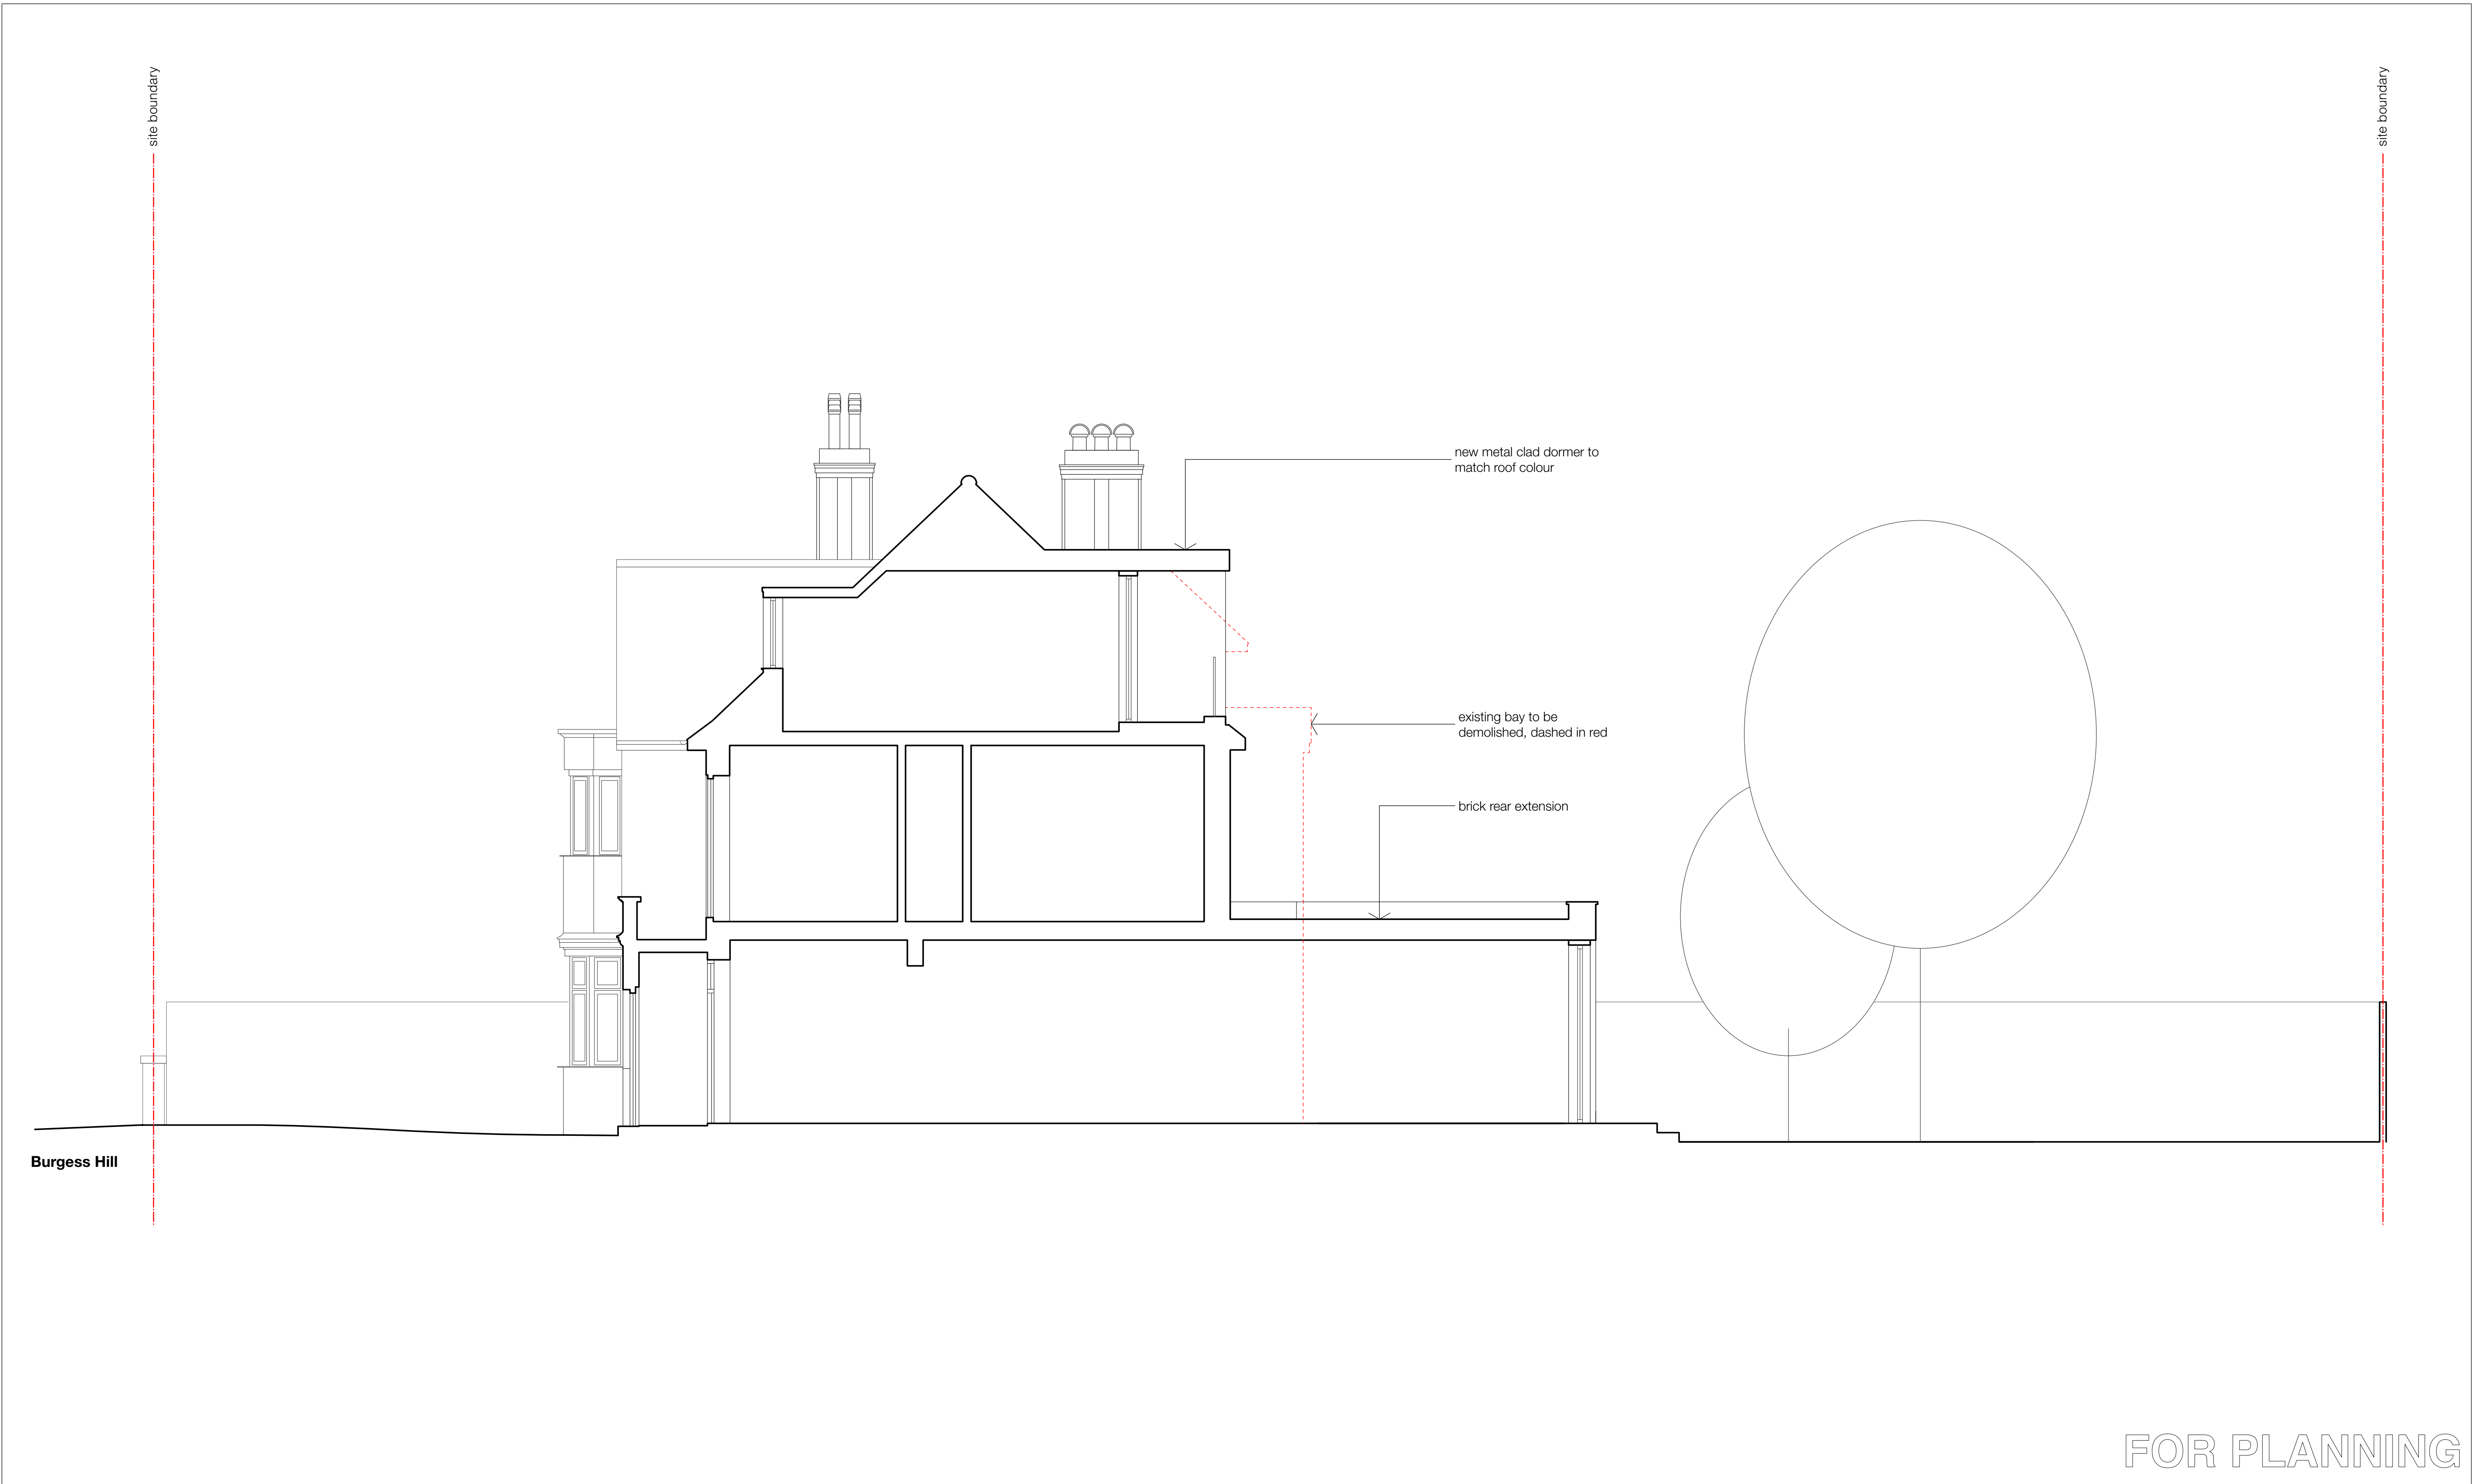 site boundary
site boundary
new metal clad dormer to
match roof colour
existing bay to be
demolished, dashed in red
brick rear extension
Burgess Hill
FOR PLANNING